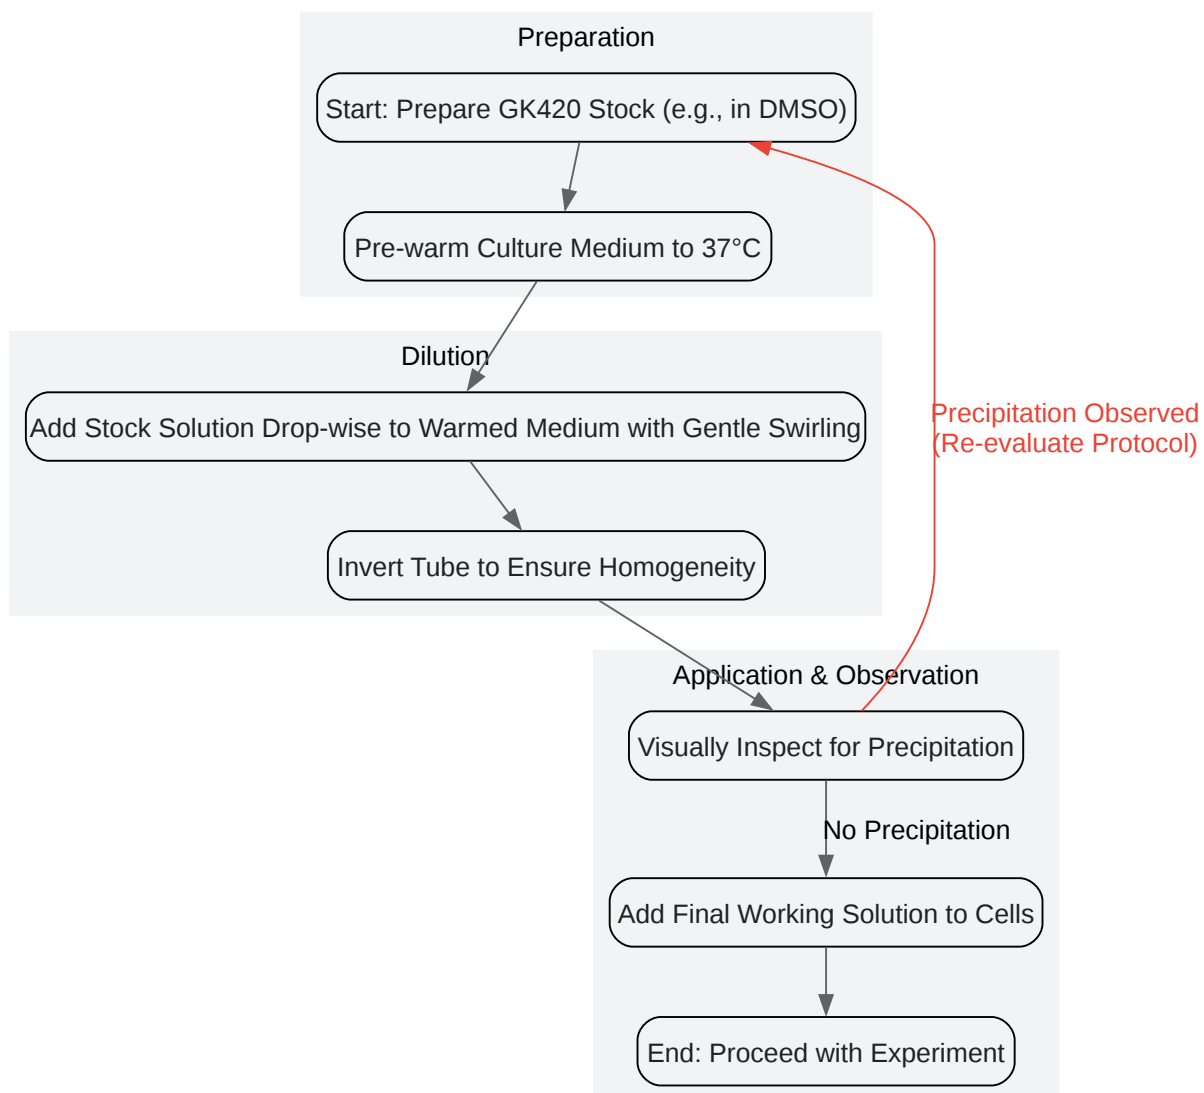 Preparation
Start: Prepare GK420 Stock (e.g., in DMSO)
Pre-warm Culture Medium to 37°C
Dilution
Add Stock Solution Drop-wise to Warmed Medium with Gentle Swirling
Precipitation Observed
(Re-evaluate Protocol)
Invert Tube to Ensure Homogeneity
Application & Observation
Visually Inspect for Precipitation
No Precipitation
Add Final Working Solution to Cells
End: Proceed with Experiment